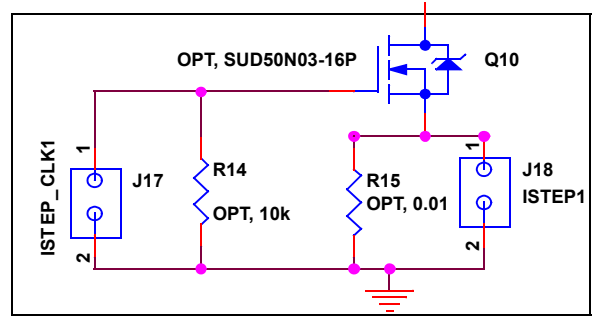 OPT, SUD50N03-16P
Q10
ISTEP_CLK1
1
2
J17
R14
OPT, 10k
R15
OPT, 0.01
1
2
J18
ISTEP1